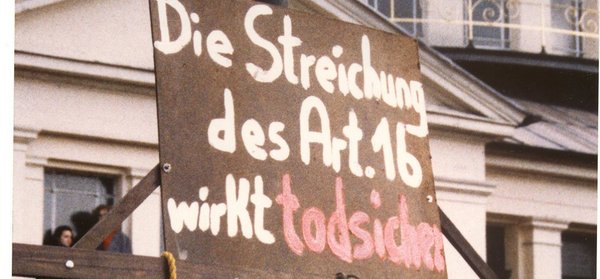 Die Streichung
des Art. 16
wirkt todsicher